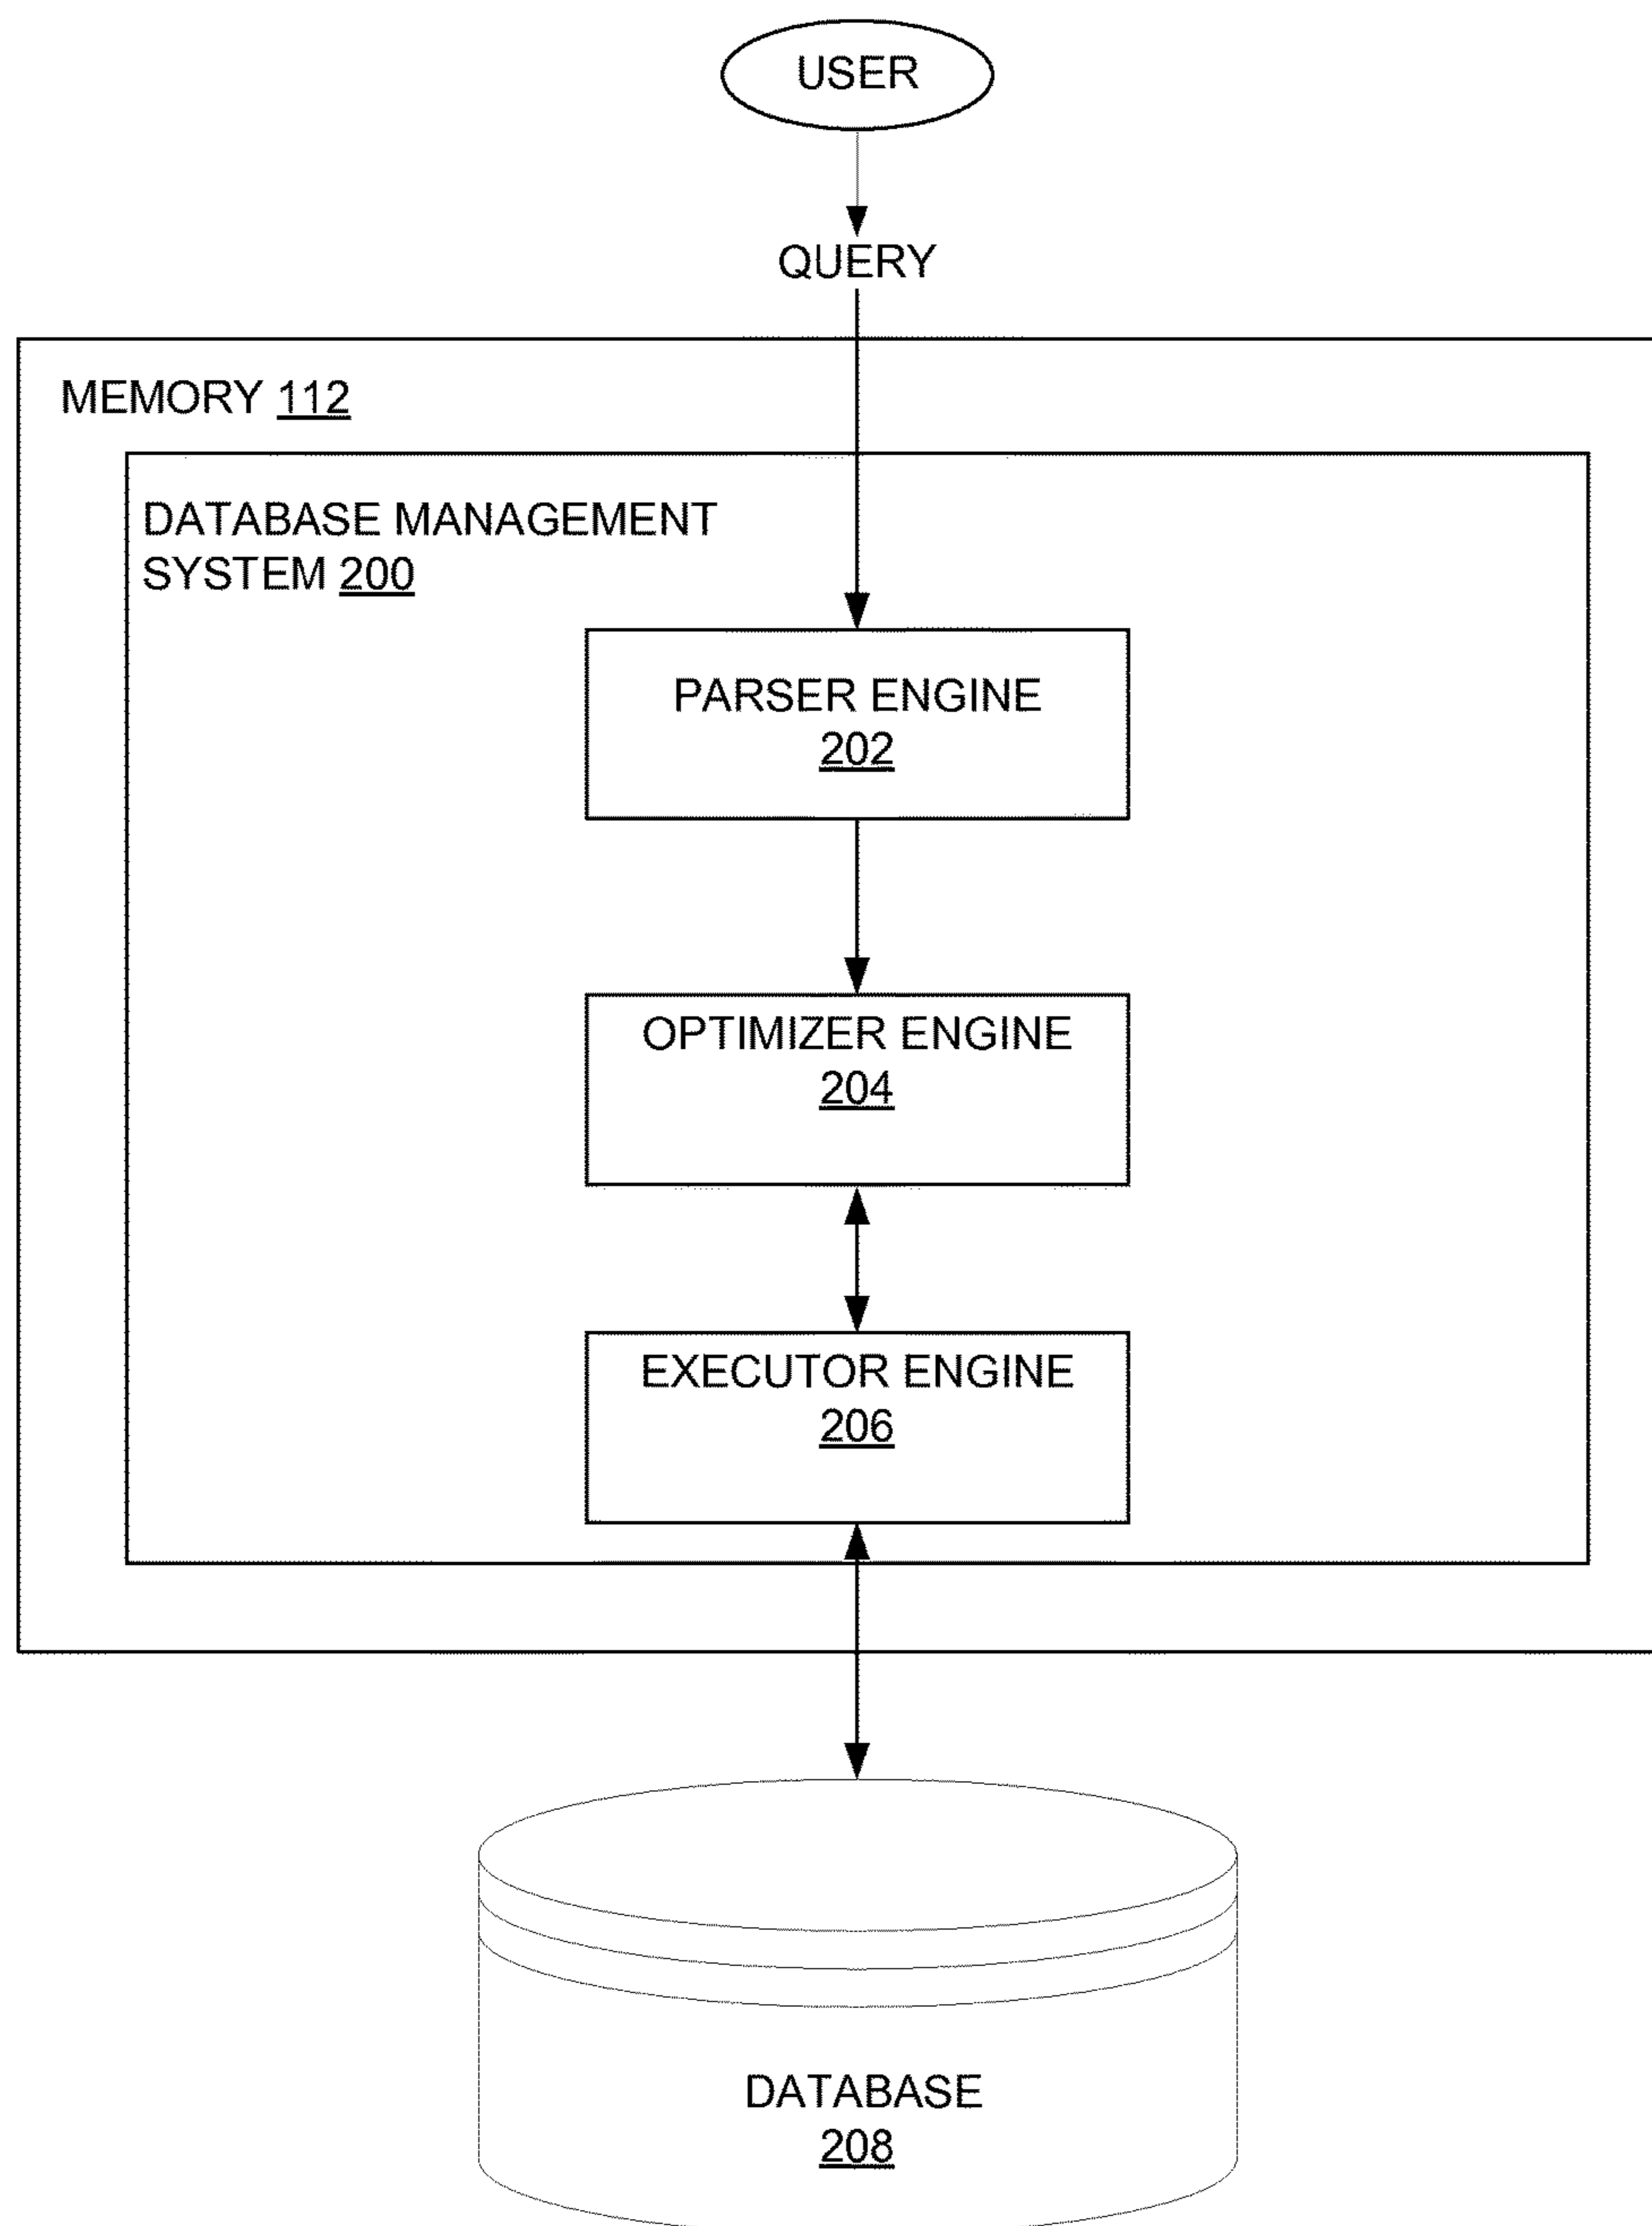 USER
QUERY
MEMORY 112
DATABASE MANAGEMENT
SYSTEM 200
PARSER ENGINE
202
OPTIMIZER ENGINE
204
EXECUTOR ENGINE
206
DATABASE
208